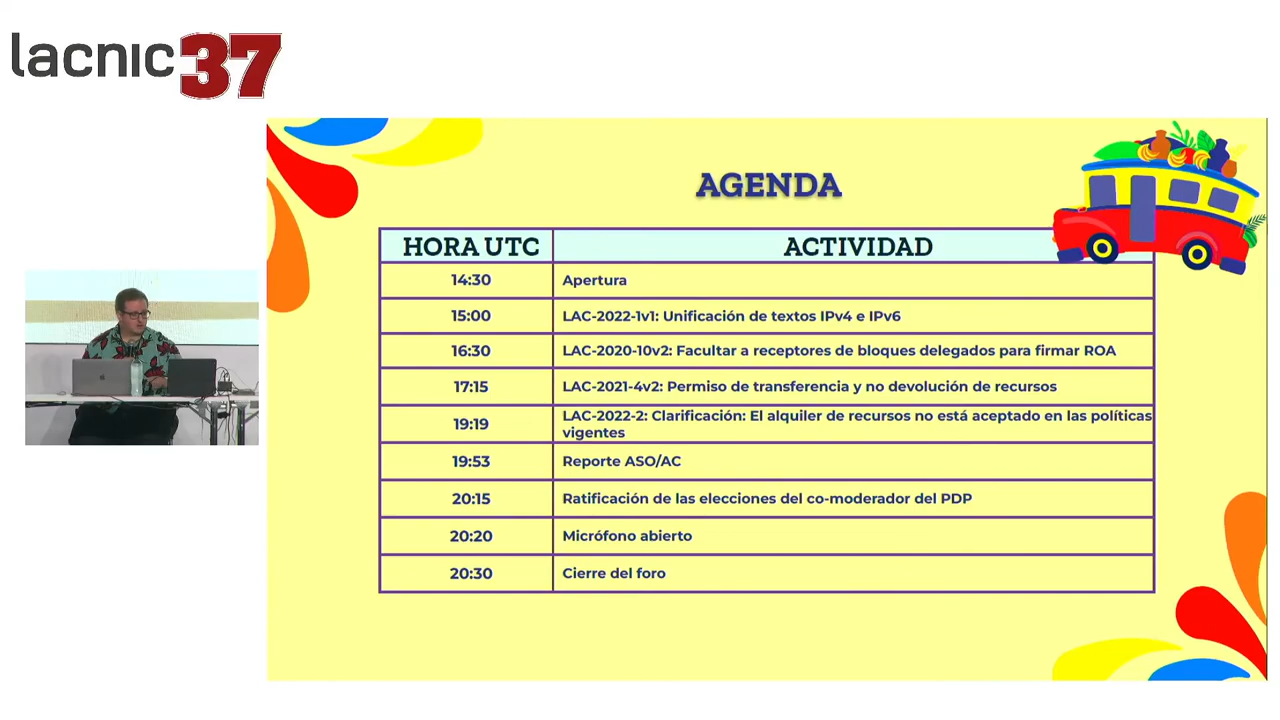 lacnic 37
AGENDA
HORA UTC ACTIVIDAD
14:30 Apertura
15:00 LAC-2022-1v1: Unificación de textos IPv4 e IPv6
16:30 LAC-2020-10v2: Facultar a receptores de bloques delegados para firmar ROA
17:15 LAC-2021-4v2: Permiso de transferencia y no devolución de recursos
19:19 LAC-2022-2: Clarificación: El alquiler de recursos no está aceptado en las políticas
vigentes
19:53 Reporte ASO/AC
20:15 Ratificación de las elecciones del co-moderador del PDP
20:20 Micrófono abierto
20:30 Cierre del foro